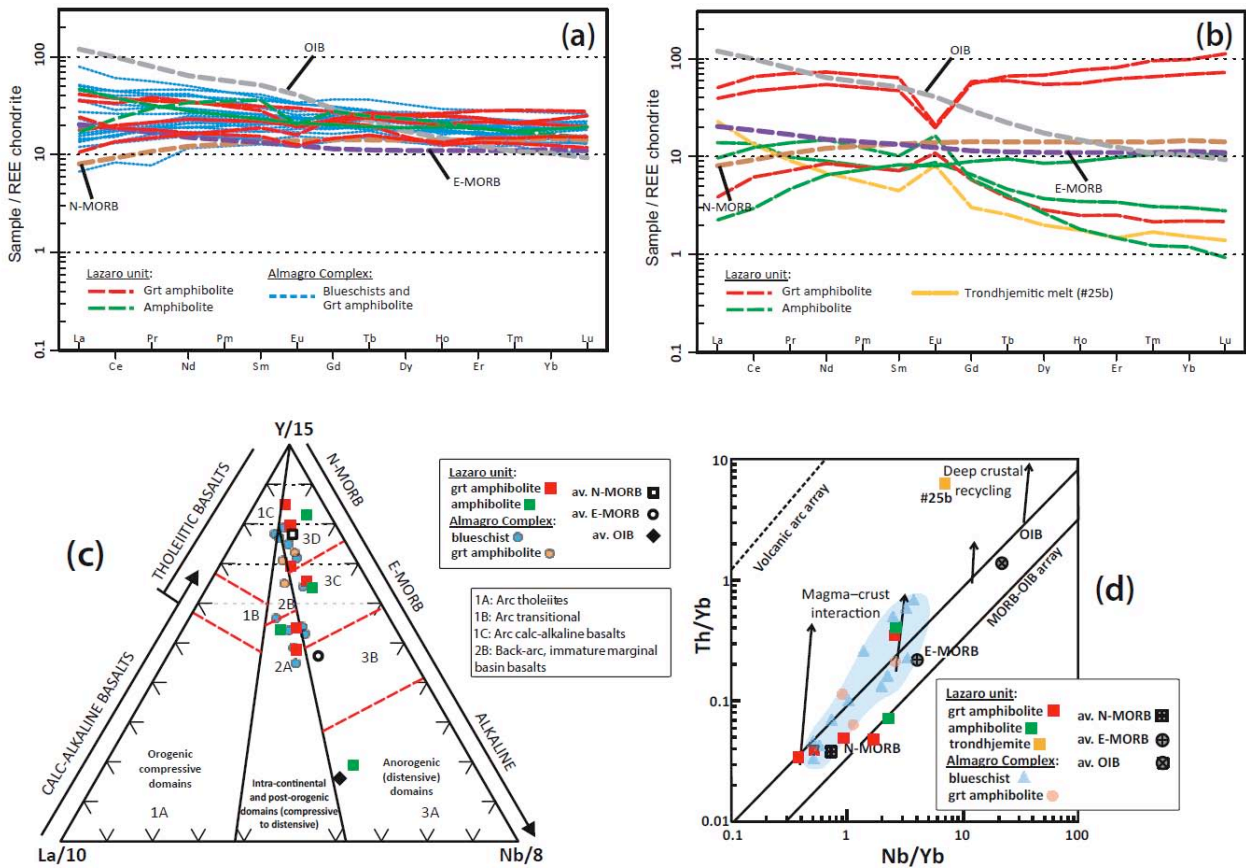 (a)
Sample / REE chondrite
100
10
1
0.1
OIB
N-MORB
E-MORB
Lazaro unit:
Grt amphibolite
Amphibolite
Almagro Complex:
Blueschists and
Grt amphibolite
La Pr Pm Eu Tb Ho Tm Lu
Ce Nd Sm Gd Dy Er Yb
(b)
Sample / REE chondrite
100
10
1
0.1
OIB
N-MORB
E-MORB
Lazaro unit:
Grt amphibolite
Amphibolite
Trondhjemitic melt (#25b)
La Pr Pm Eu Tb Ho Tm Lu
Ce Nd Sm Gd Dy Er Yb
(c)
Y/15
THOLEIITIC BASALTS
CALC-ALKALINE BASALTS
N-MORB
E-MORB
ALKALINE
1C
3D
3C
2B
1B
2A
3B
Orogenic
compressive
domains
1A
Intra-continental
and post-orogenic
domains (compressive
to distensive)
Anorogenic
(distensive)
domains
3A
La/10
Nb/8
Lazaro unit:
grt amphibolite
amphibolite
Almagro Complex:
blueschist
grt amphibolite
av. N-MORB
av. E-MORB
av. OIB
1A: Arc tholeiites
1B: Arc transitional
1C: Arc calc-alkaline basalts
2B: Back-arc, immature marginal
basin basalts
(d)
Th/Yb
10
1
0.1
0.01
Volcanic arc array
#25b
Deep crustal
recycling
OIB
MORB-OIB array
Magma–crust
interaction
E-MORB
N-MORB
Lazaro unit:
grt amphibolite
amphibolite
trondhjemite
Almagro Complex:
blueschist
grt amphibolite
av. N-MORB
av. E-MORB
av. OIB
0.1 1 10 100
Nb/Yb